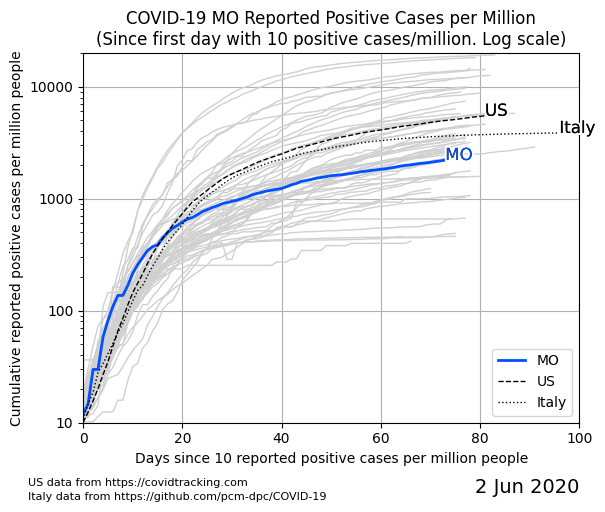 COVID-19 MO Reported Positive Cases per Million
(Since first day with 10 positive cases/million. Log scale)
Cumulative reported positive cases per million people
10000
1000
100
10
US
Italy
MO
MO
US
Italy
0 20 40 60 80 100
Days since 10 reported positive cases per million people
US data from https://covidtracking.com
Italy data from https://github.com/pcm-dpc/COVID-19
2 Jun 2020